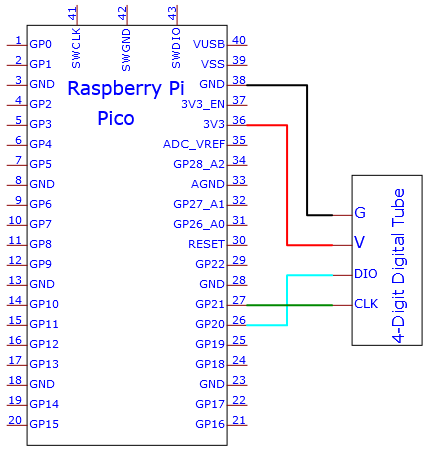 41
42
43
SWCLK
SWGND
SWDIO
Raspberry Pi
Pico
1 GP0
2 GP1
3 GND
4 GP2
5 GP3
6 GP4
7 GP5
8 GND
9 GP6
10 GP7
11 GP8
12 GP9
13 GND
14 GP10
15 GP11
16 GP12
17 GP13
18 GND
19 GP14
20 GP15
VUSB 40
VSS 39
GND 38
3V3_EN 37
3V3 36
ADC_VREF 35
GP28_A2 34
AGND 33
GP27_A1 32
GP26_A0 31
RESET 30
GP22 29
GND 28
GP21 27
GP20 26
GP19 25
GP18 24
GND 23
GP17 22
GP16 21
G
V
DIO
CLK
4-Digit Digital Tube